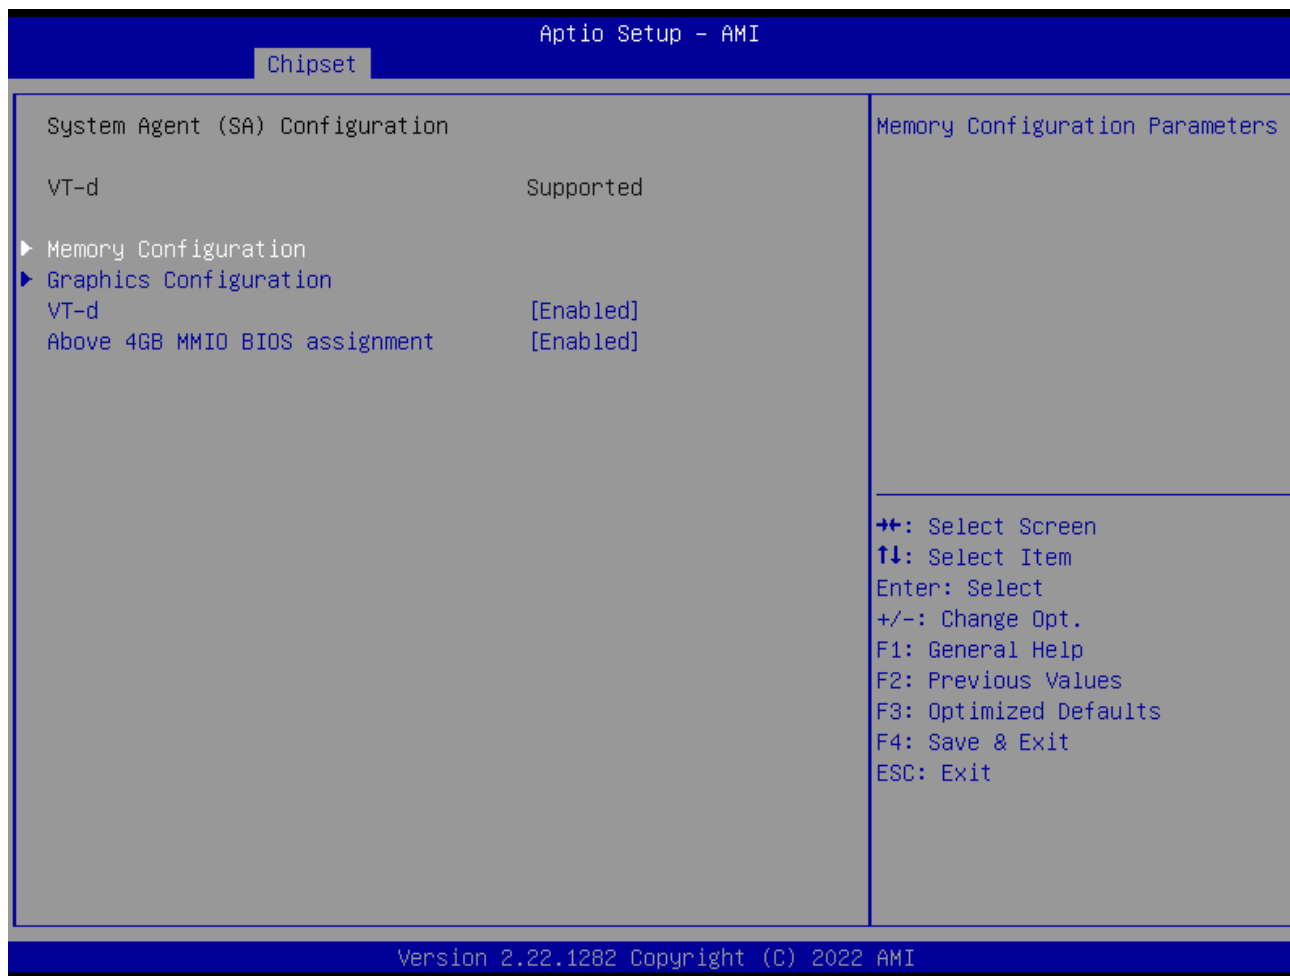 Aptio Setup – AMI
Chipset
System Agent (SA) Configuration
VT-d Supported
Memory Configuration
Graphics Configuration
VT-d [Enabled]
Above 4GB MMIO BIOS assignment [Enabled]
Memory Configuration Parameters
→←: Select Screen
↑↓: Select Item
Enter: Select
+/-: Change Opt.
F1: General Help
F2: Previous Values
F3: Optimized Defaults
F4: Save & Exit
ESC: Exit
Version 2.22.1282 Copyright (C) 2022 AMI